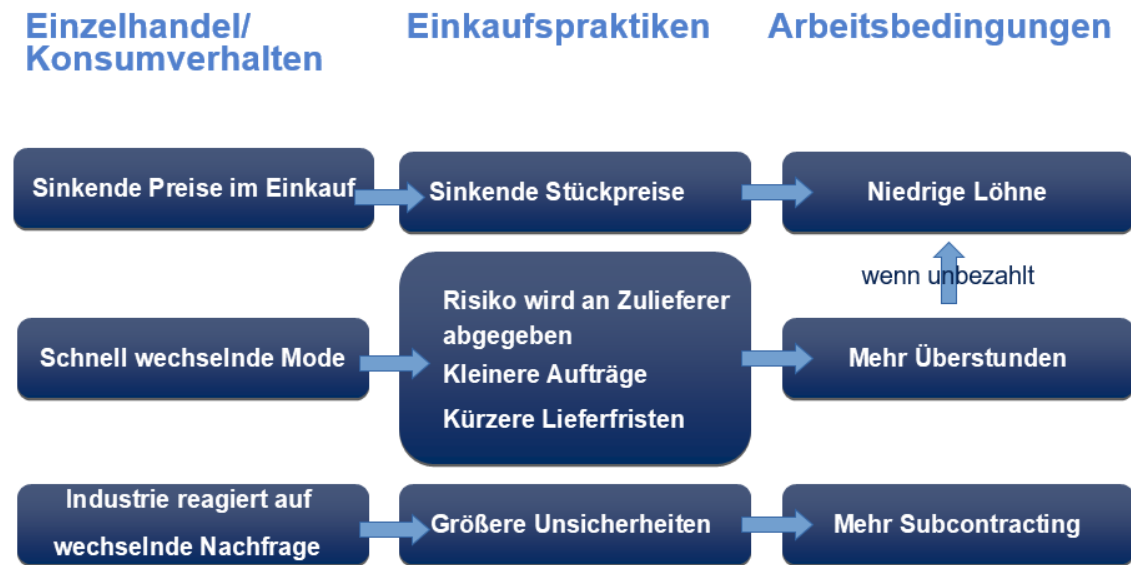 Einzelhandel/
Konsumverhalten
Einkaufspraktiken
Arbeitsbedingungen
Sinkende Preise im Einkauf
Sinkende Stückpreise
Niedrige Löhne
wenn unbezahlt
Schnell wechselnde Mode
Risiko wird an Zulieferer
abgegeben
Kleinere Aufträge
Kürzere Lieferfristen
Mehr Überstunden
Industrie reagiert auf
wechselnde Nachfrage
Größere Unsicherheiten
Mehr Subcontracting